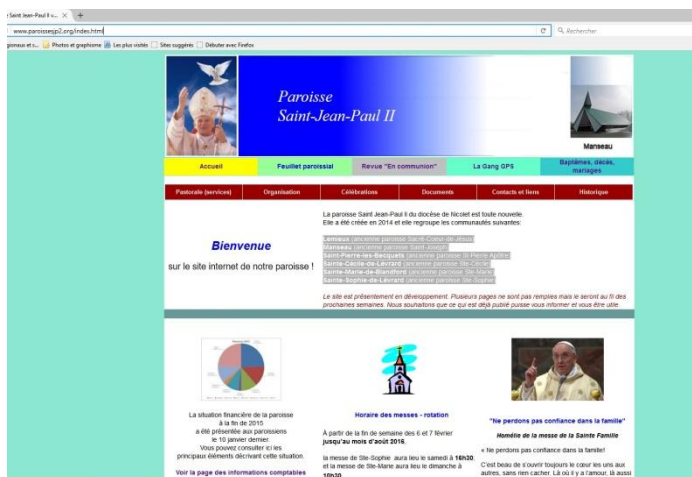 Saint Jean-Paul II v...
www.paroissesjp2.org/index.html
Rechercher
Photos et graphisme
Les plus visités
Sites suggérés
Débuter avec Firefox
Paroisse
Saint-Jean-Paul II
Manseau
Accueil
Feuillet paroissial
Revue "En communion"
La Gang GPS
Baptêmes, décès,
mariages
Pastorale (services)
Organisation
Célébrations
Documents
Contacts et liens
Historique
La paroisse Saint Jean-Paul II du diocèse de Nicolet est toute nouvelle.
Elle a été créée en 2014 et elle regroupe les communautés suivantes:
Bienvenue
sur le site internet de notre paroisse !
Lemieux (ancienne paroisse Sacré-Coeur-de-Jésus)
Manseau (ancienne paroisse Saint-Joseph)
Saint-Pierre-les-Becquets (ancienne paroisse St-Pierre Apôtre)
Sainte-Cécile-de-Lévrard (ancienne paroisse Ste-Cécile)
Sainte-Marie-de-Blandford (ancienne paroisse Ste-Marie)
Sainte-Sophie-de-Lévrard (ancienne paroisse Ste-Sophie)
Le site est présentement en développement. Plusieurs pages ne sont pas remplies mais le seront au fil des
prochaines semaines. Nous souhaitons que ce qui est déjà publié puisse vous informer et vous être utile.
La situation financière de la paroisse
à la fin de
2015
a été présentée aux paroissiens
le 10 janvier dernier.
Vous pouvez consulter ici les
principaux éléments décrivant cette situation.
Voir la page des informations comptables
Horaire des messes - rotation
À partir de la fin de semaine des 6 et 7 février
jusqu'au mois d'août 2016,
la messe de Ste-Sophie aura lieu le samedi à 16h30;
et la messe de Ste-Marie aura lieu le dimanche à
10h30.
"Ne perdons pas confiance dans la famille"
Homélie de la messe de la Sainte Famille
« Ne perdons pas confiance dans la famille!
C'est beau de s'ouvrir toujours le cœur les uns aux
autres, sans rien cacher. Là où il y a l'amour, là aussi